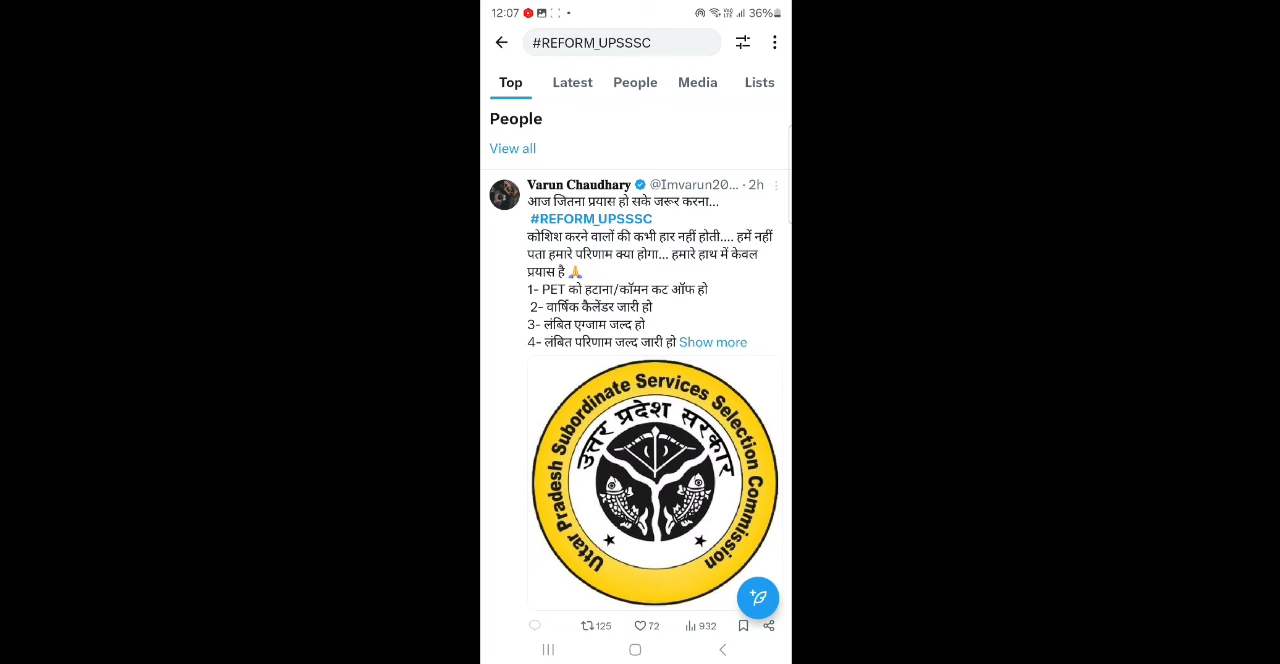 12:07 36%
#REFORM_UPSSSC
Top Latest People Media Lists
People
View all
Varun Chaudhary @Imvarun20... · 2h
आज जितना प्रयास हो सके जरूर करना...
#REFORM_UPSSSC
कोशिश करने वालों की कभी हार नहीं होती.... हमें नहीं
पता हमारे परिणाम क्या होगा... हमारे हाथ में केवल
प्रयास है 🙏
1- PET को हटाना/कॉमन कट ऑफ हो
2- वार्षिक कैलेंडर जारी हो
3- लंबित एग्जाम जल्द हो
4- लंबित परिणाम जल्द जारी हो Show more
Uttar Pradesh Subordinate Services Selection Commission
उत्तर प्रदेश सरकार
125 72 932